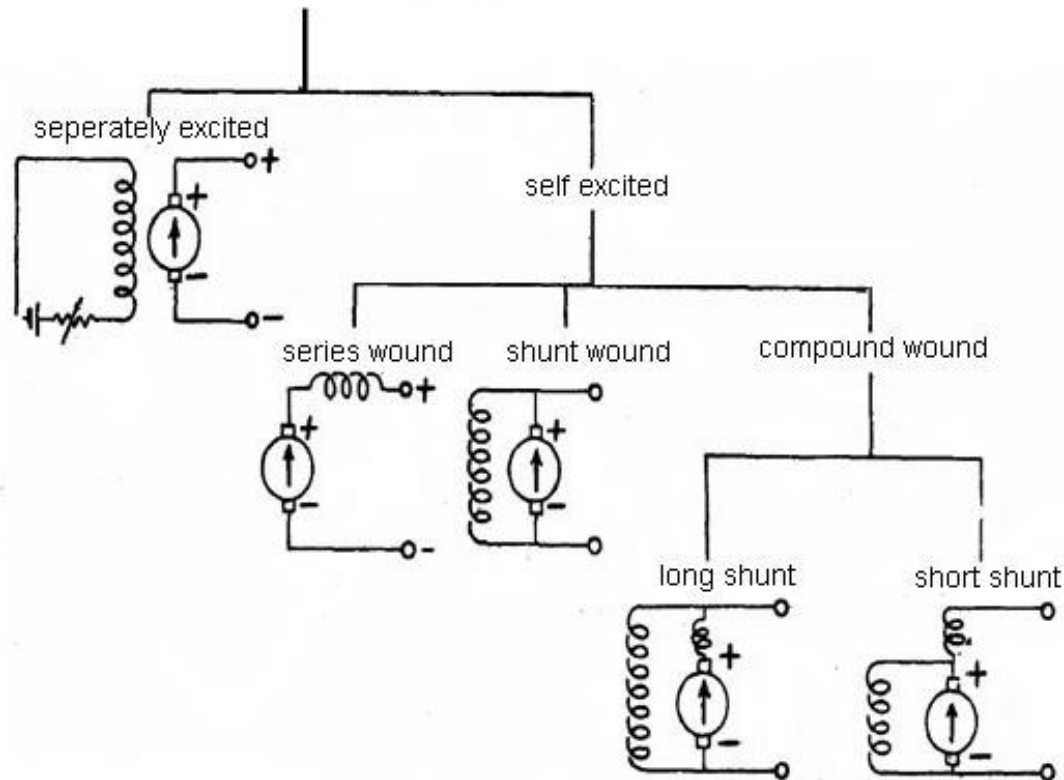 seperately excited
+
+
-
-
self excited
series wound
shunt wound
compound wound
+
+
-
-
+
-
long shunt
short shunt
+
-
+
-